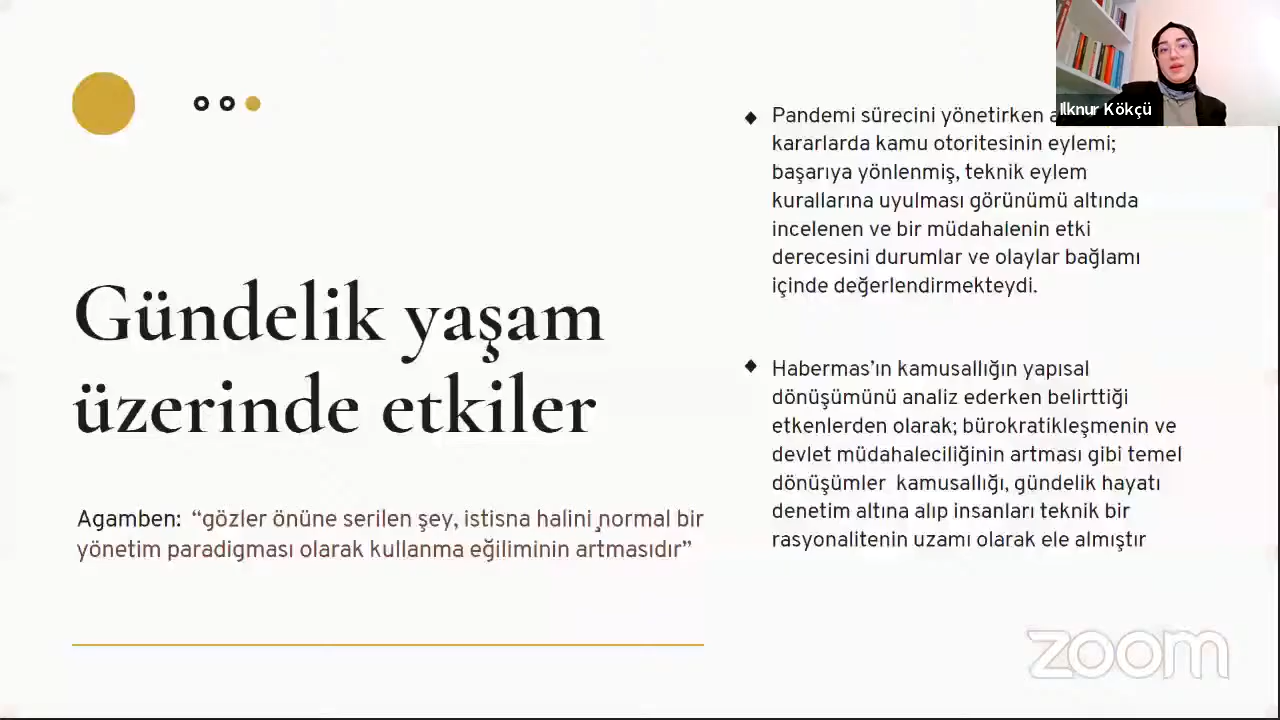 Gündelik yaşam
üzerinde etkiler
Agamben: “gözler önüne serilen şey, istisna halini normal bir
yönetim paradigması olarak kullanma eğiliminin artmasıdır”
Pandemi sürecini yönetirken
kararlarda kamu otoritesinin eylemi;
başarıya yönlenmiş, teknik eylem
kurallarına uyulması görünümü altında
incelenen ve bir müdahalenin etki
derecesini durumlar ve olaylar bağlamı
içinde değerlendirmekteydi.
Habermas’ın kamusallığın yapısal
dönüşümünü analiz ederken belirttiği
etkenlerden olarak; bürokratikleşmenin ve
devlet müdahaleciliğinin artması gibi temel
dönüşümler kamusallığı, gündelik hayatı
denetim altına alıp insanları teknik bir
rasyonalitenin uzamı olarak ele almıştır
Ilknur Kökçü
zoom